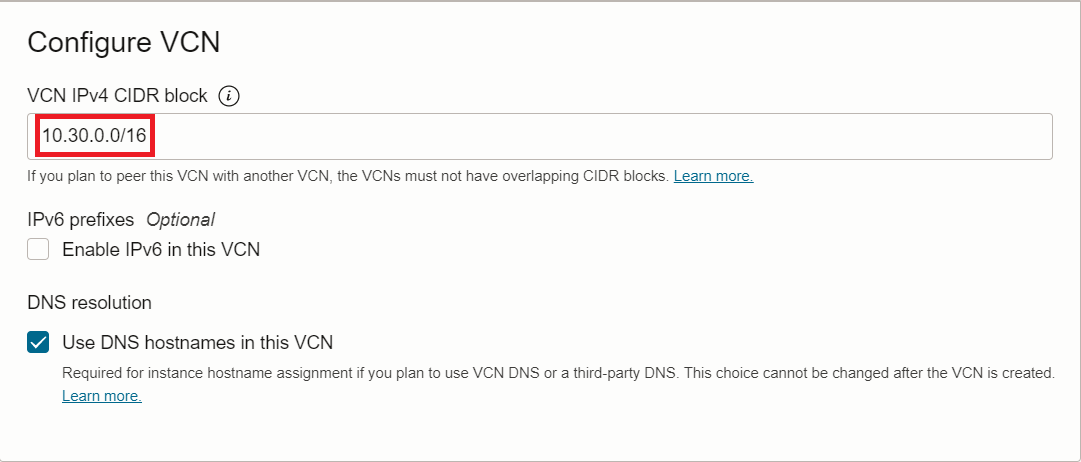 Configure VCN
VCN IPv4 CIDR block i
10.30.0.0/16
If you plan to peer this VCN with another VCN, the VCNs must not have overlapping CIDR blocks. Learn more.
IPv6 prefixes Optional
Enable IPv6 in this VCN
DNS resolution
Use DNS hostnames in this VCN
Required for instance hostname assignment if you plan to use VCN DNS or a third-party DNS. This choice cannot be changed after the VCN is created.
Learn more.